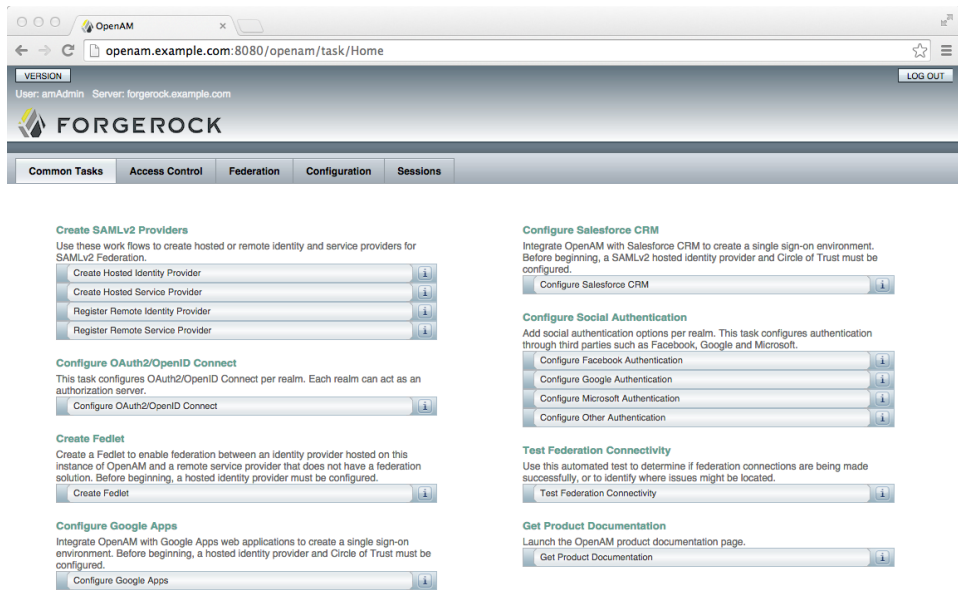 OpenAM
openam.example.com:8080/openam/task/Home
VERSION
LOG OUT
User: amAdmin Server: forgerock.example.com
FORGEROCK
Common Tasks
Access Control
Federation
Configuration
Sessions
Create SAMLv2 Providers
Use these work flows to create hosted or remote identity and service providers for
SAMLv2 Federation.
Create Hosted Identity Provider
Create Hosted Service Provider
Register Remote Identity Provider
Register Remote Service Provider
Configure OAuth2/OpenID Connect
This task configures OAuth2/OpenID Connect per realm. Each realm can act as an
authorization server.
Configure OAuth2/OpenID Connect
Create Fedlet
Create a Fedlet to enable federation between an identity provider hosted on this
instance of OpenAM and a remote service provider that does not have a federation
solution. Before beginning, a hosted identity provider must be configured.
Create Fedlet
Configure Google Apps
Integrate OpenAM with Google Apps web applications to create a single sign-on
environment. Before beginning, a hosted identity provider and Circle of Trust must be
configured.
Configure Google Apps
Configure Salesforce CRM
Integrate OpenAM with Salesforce CRM to create a single sign-on environment.
Before beginning, a SAMLv2 hosted identity provider and Circle of Trust must be
configured.
Configure Salesforce CRM
Configure Social Authentication
Add social authentication options per realm. This task configures authentication
through third parties such as Facebook, Google and Microsoft.
Configure Facebook Authentication
Configure Google Authentication
Configure Microsoft Authentication
Configure Other Authentication
Test Federation Connectivity
Use this automated test to determine if federation connections are being made
successfully, or to identify where issues might be located.
Test Federation Connectivity
Get Product Documentation
Launch the OpenAM product documentation page.
Get Product Documentation